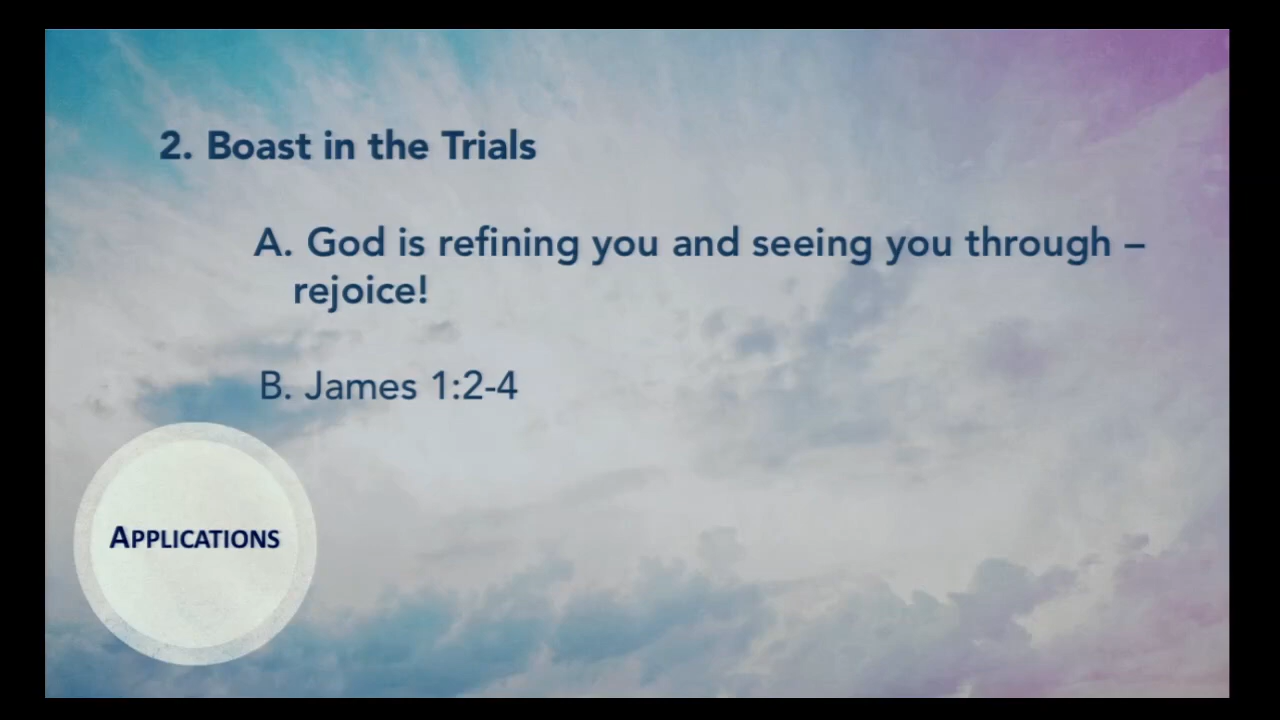 2. Boast in the Trials
A. God is refining you and seeing you through –
rejoice!
B. James 1:2-4
APPLICATIONS